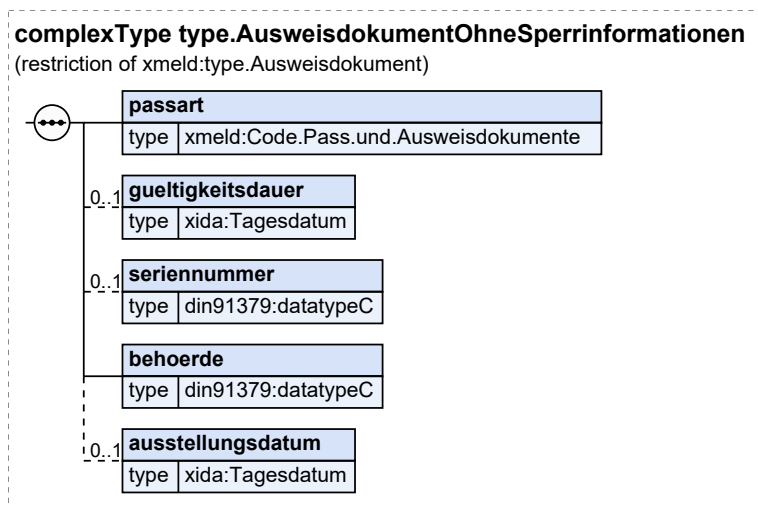 complexType type.AusweisdokumentOhneSperrinformationen
(restriction of xmeld:type.Ausweisdokument)
passart
type xmeld:Code.Pass.und.Ausweisdokumente
0..1 gueltigkeitsdauer
type xida:Tagesdatum
0..1 seriennummer
type din91379:datatypeC
behoerde
type din91379:datatypeC
0..1 ausstellungsdatum
type xida:Tagesdatum